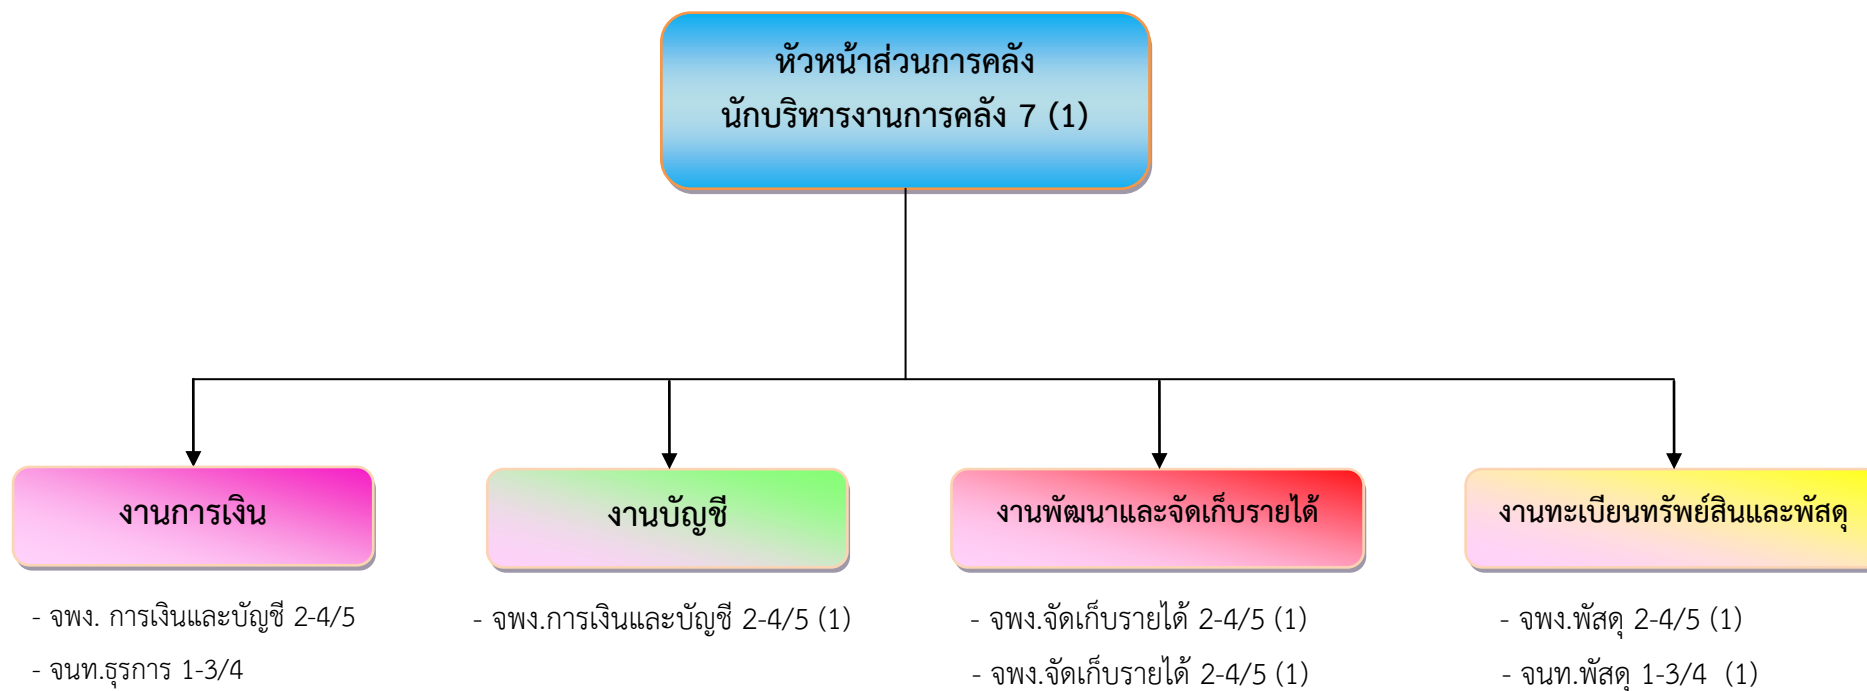 หัวหน้าส่วนการคลัง
นักบริหารงานการคลัง 7 (1)
งานการเงิน
- จพง. การเงินและบัญชี 2-4/5
- จนท.ธุรการ 1-3/4
งานบัญชี
- จพง.การเงินและบัญชี 2-4/5 (1)
งานพัฒนาและจัดเก็บรายได้
- จพง.จัดเก็บรายได้ 2-4/5 (1)
- จพง.จัดเก็บรายได้ 2-4/5 (1)
งานทะเบียนทรัพย์สินและพัสดุ
- จพง.พัสดุ 2-4/5 (1)
- จนท.พัสดุ 1-3/4  (1)